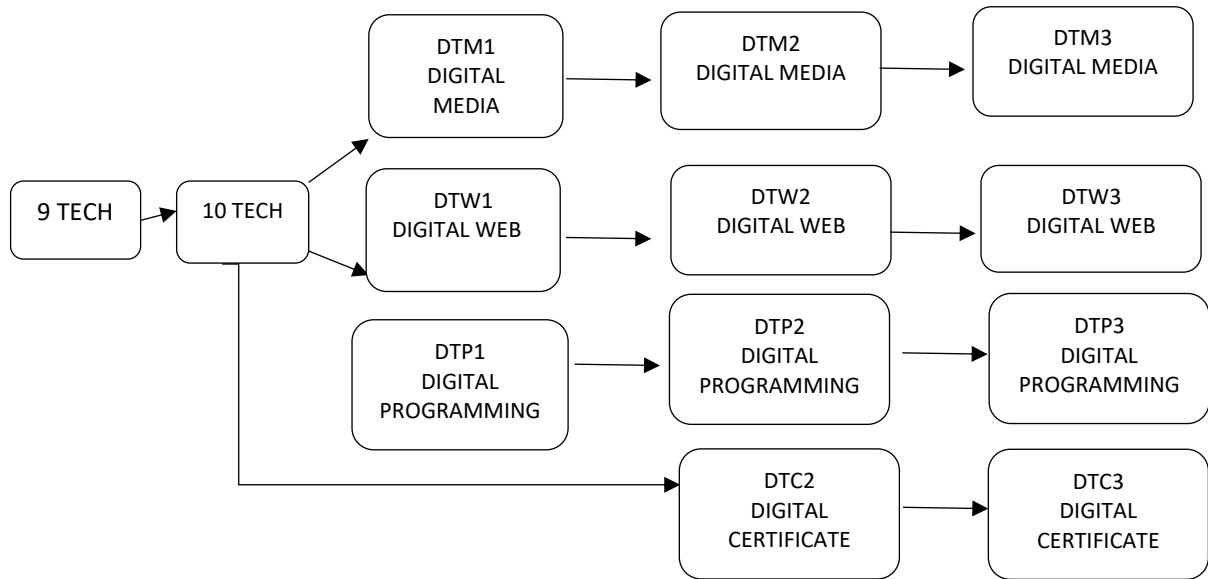 DTM1
DIGITAL
MEDIA
DTM2
DIGITAL MEDIA
DTM3
DIGITAL MEDIA
9 TECH
10 TECH
DTW1
DIGITAL WEB
DTW2
DIGITAL WEB
DTW3
DIGITAL WEB
DTP1
DIGITAL
PROGRAMMING
DTP2
DIGITAL
PROGRAMMING
DTP3
DIGITAL
PROGRAMMING
DTC2
DIGITAL
CERTIFICATE
DTC3
DIGITAL
CERTIFICATE